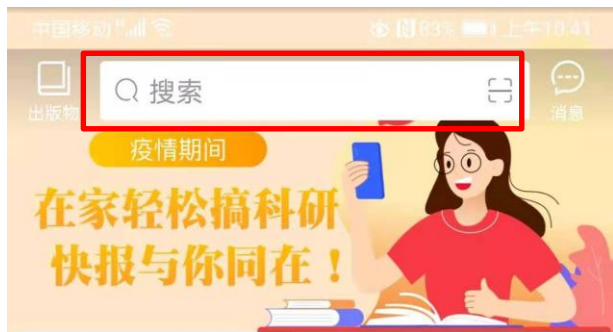 中国移动 83% 上午10:41
出版物 搜索 消息
疫情期间
在家轻松搞科研
快报与你同在！